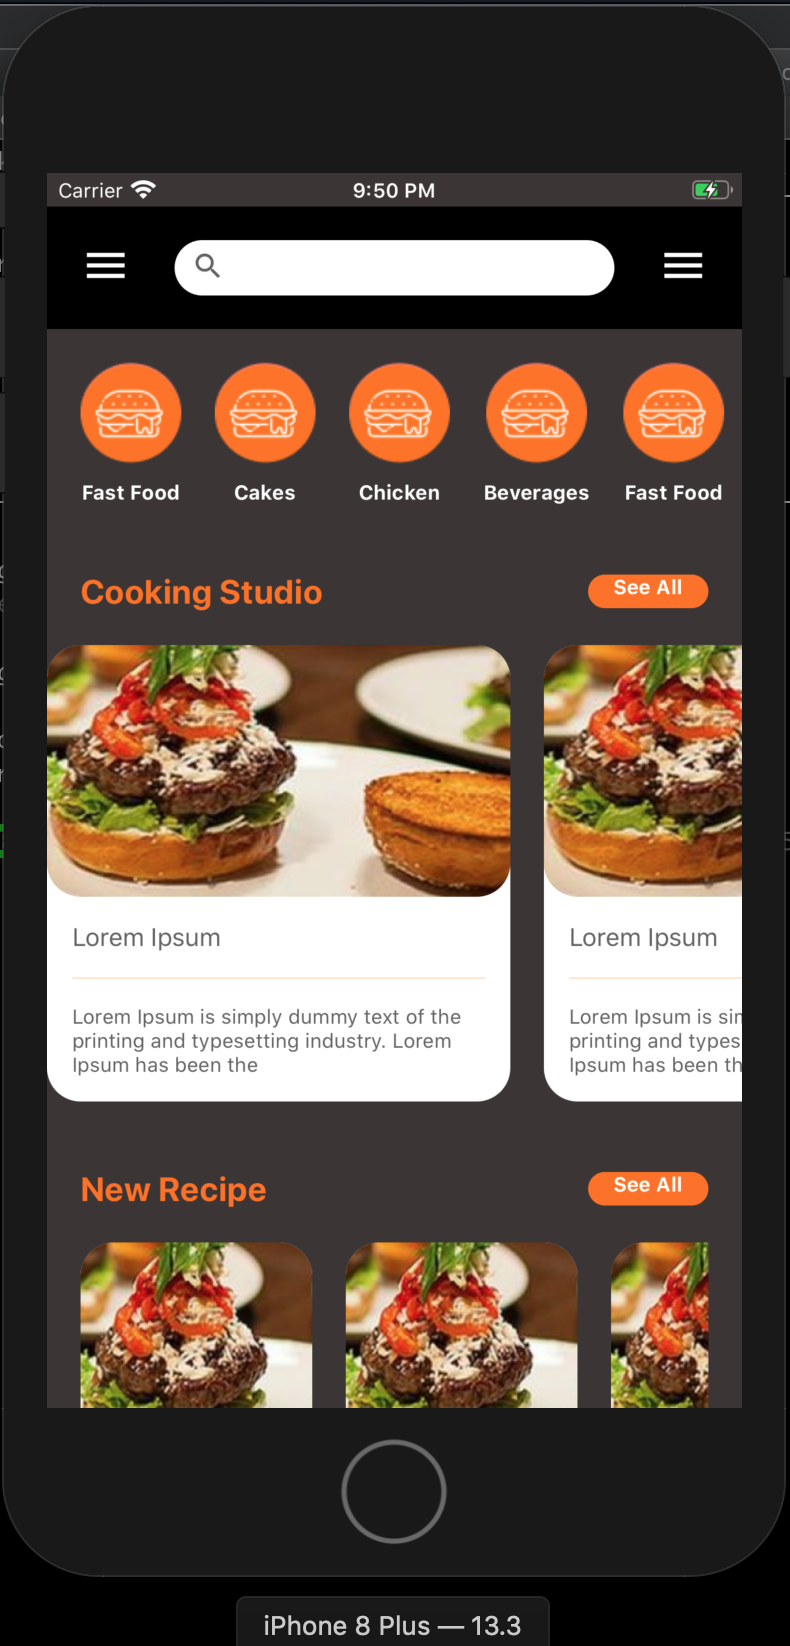 Carrier 9:50 PM
Fast Food Cakes Chicken Beverages Fast Food
Cooking Studio See All
Lorem Ipsum
Lorem Ipsum is simply dummy text of the
printing and typesetting industry. Lorem
Ipsum has been the
Lorem Ipsum
Lorem Ipsum is sim
printing and types
Ipsum has been th
New Recipe See All
iPhone 8 Plus — 13.3